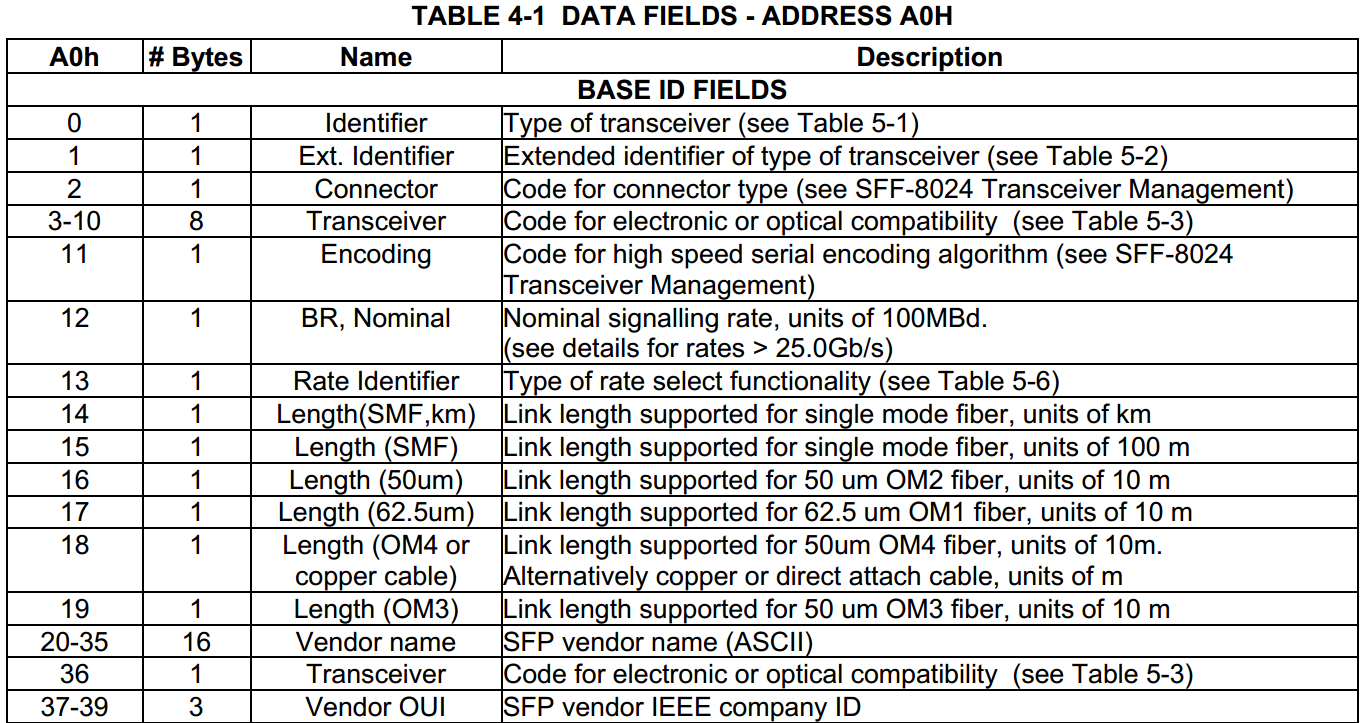 TABLE 4-1 DATA FIELDS - ADDRESS A0H
A0h # Bytes Name Description
BASE ID FIELDS
0 1 Identifier Type of transceiver (see Table 5-1)
1 1 Ext. Identifier Extended identifier of type of transceiver (see Table 5-2)
2 1 Connector Code for connector type (see SFF-8024 Transceiver Management)
3-10 8 Transceiver Code for electronic or optical compatibility (see Table 5-3)
11 1 Encoding Code for high speed serial encoding algorithm (see SFF-8024
Transceiver Management)
12 1 BR, Nominal Nominal signalling rate, units of 100MBd.
(see details for rates > 25.0Gb/s)
13 1 Rate Identifier Type of rate select functionality (see Table 5-6)
14 1 Length(SMF,km) Link length supported for single mode fiber, units of km
15 1 Length (SMF) Link length supported for single mode fiber, units of 100 m
16 1 Length (50um) Link length supported for 50 um OM2 fiber, units of 10 m
17 1 Length (62.5um) Link length supported for 62.5 um OM1 fiber, units of 10 m
18 1 Length (OM4 or Link length supported for 50um OM4 fiber, units of 10m.
copper cable) Alternatively copper or direct attach cable, units of m
19 1 Length (OM3) Link length supported for 50 um OM3 fiber, units of 10 m
20-35 16 Vendor name SFP vendor name (ASCII)
36 1 Transceiver Code for electronic or optical compatibility (see Table 5-3)
37-39 3 Vendor OUI SFP vendor IEEE company ID